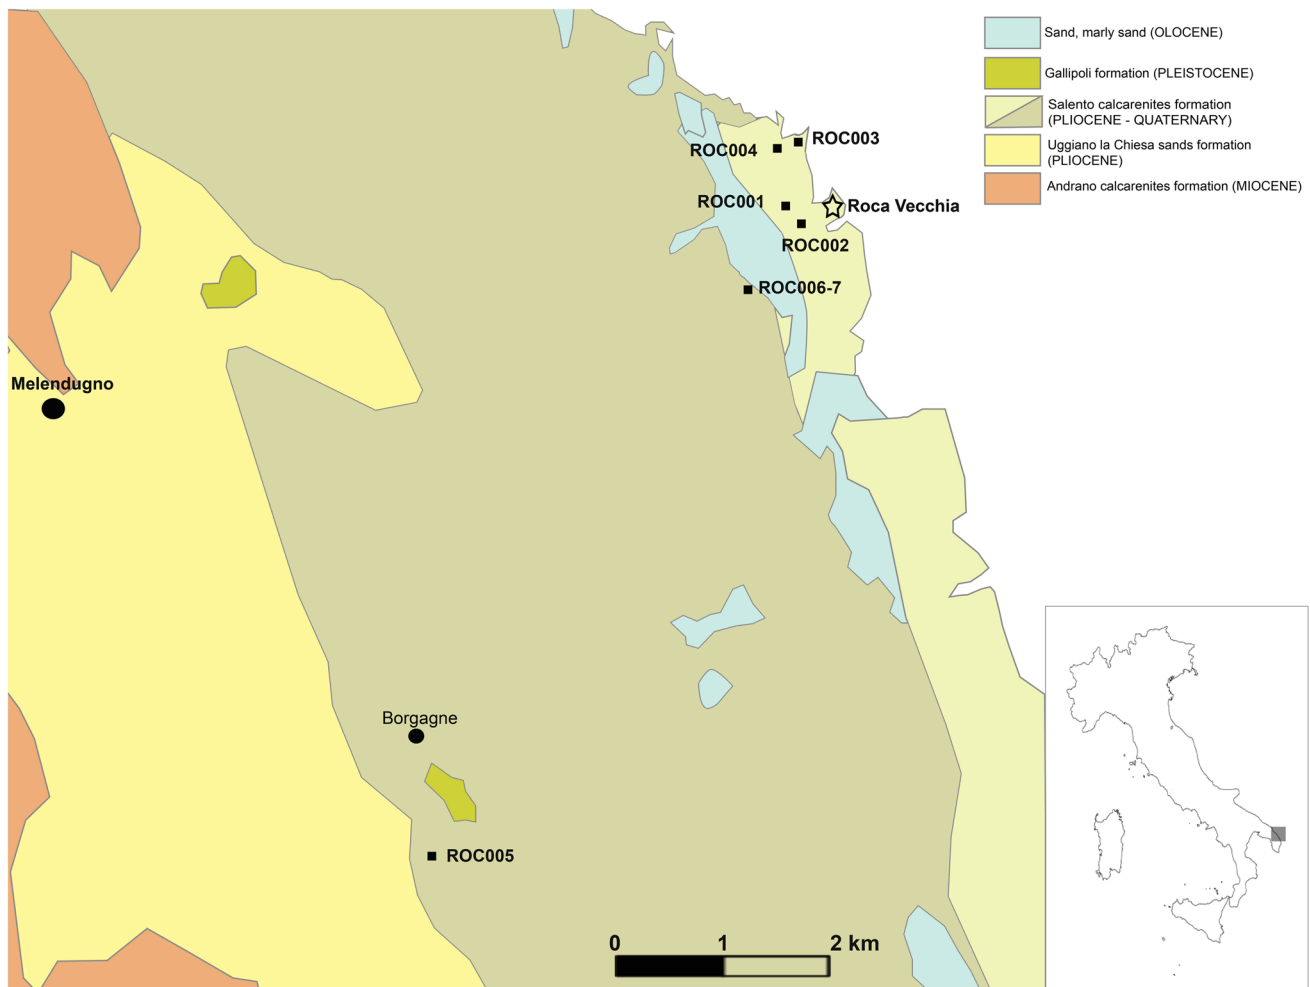 Sand, marly sand (OLOCENE)
Gallipoli formation (PLEISTOCENE)
Salento calcarenites formation
(PLIOCENE - QUATERNARY)
Uggiano la Chiesa sands formation
(PLIOCENE)
Andrano calcarenites formation (MIOCENE)
ROC003
ROC004
ROC001
Roca Vecchia
ROC002
ROC006-7
Melendugno
Borgagne
ROC005
0 1 2 km